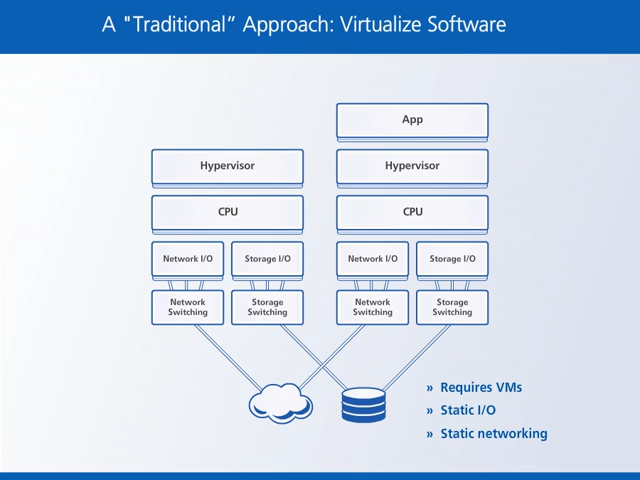 A "Traditional” Approach: Virtualize Software
App
Hypervisor
Hypervisor
CPU
CPU
Network I/O
Storage I/O
Network I/O
Storage I/O
Network
Switching
Storage
Switching
Network
Switching
Storage
Switching
» Requires VMs
» Static I/O
» Static networking